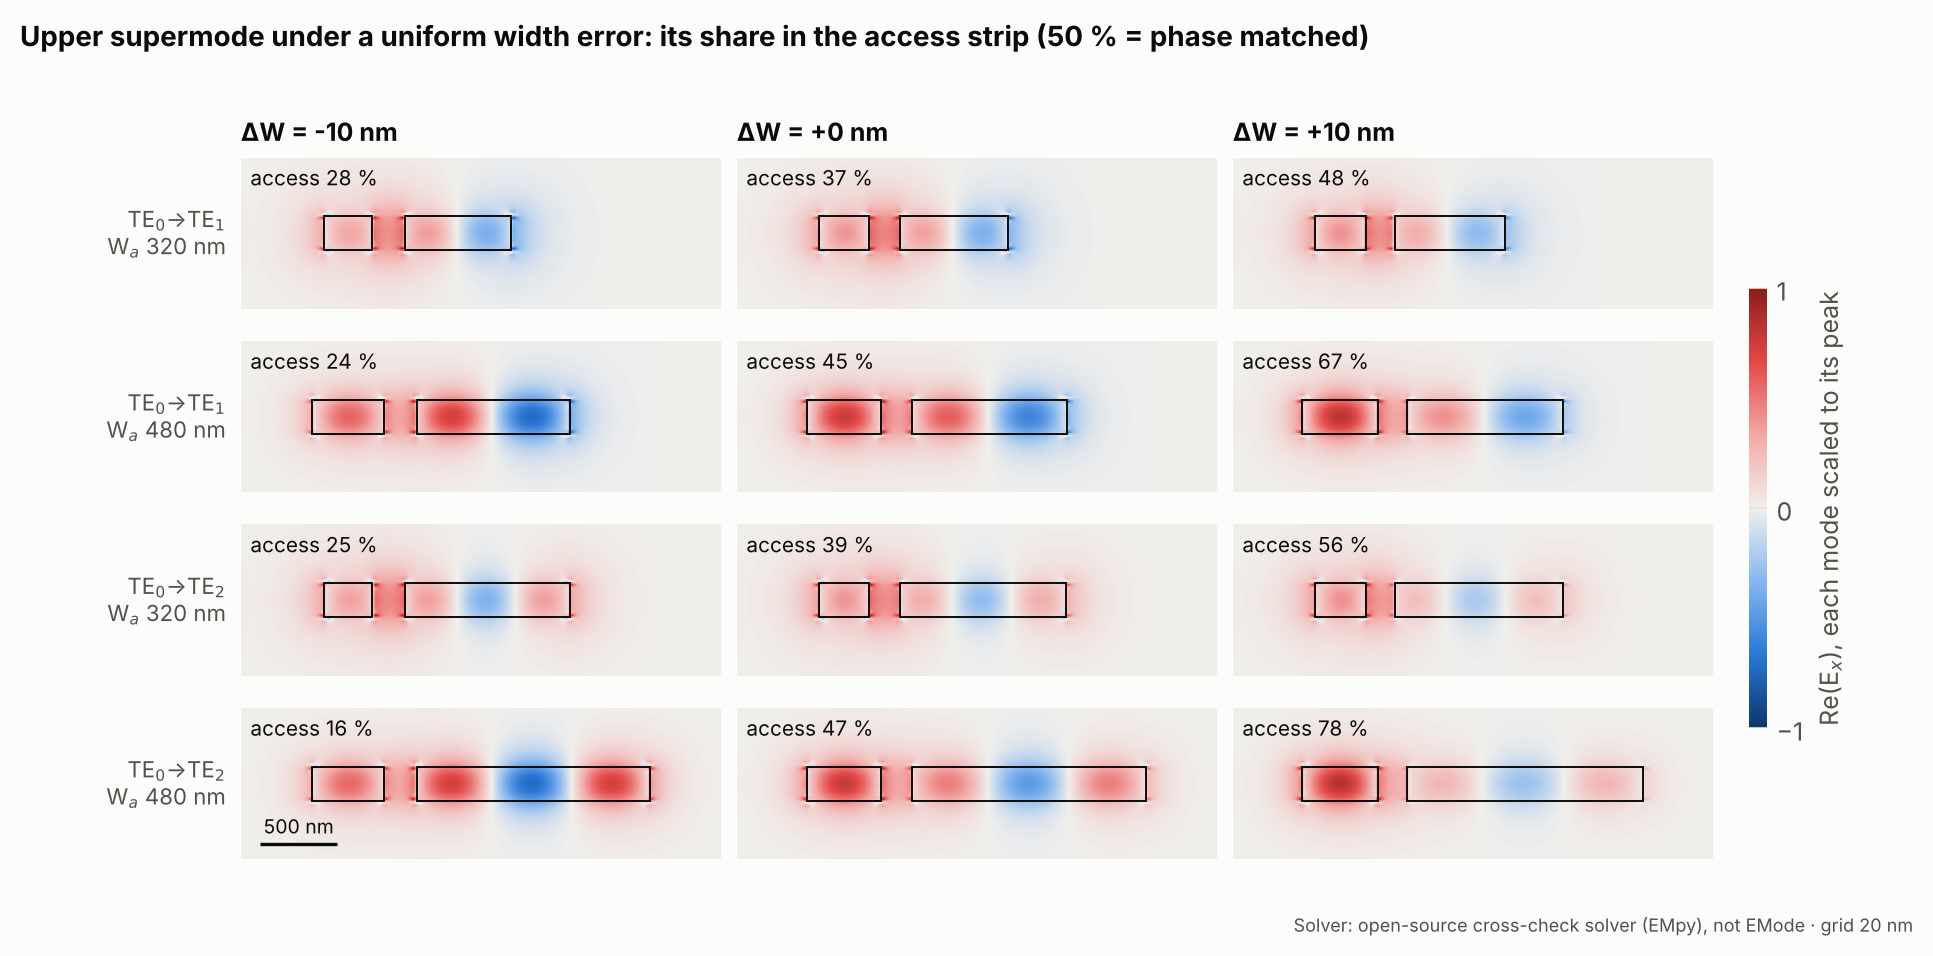 Upper supermode under a uniform width error: its share in the access strip (50 % = phase matched)
ΔW = -10 nm
ΔW = +0 nm
ΔW = +10 nm
TE₀→TE₁
Wₐ 320 nm
access 28 %
access 37 %
access 48 %
TE₀→TE₁
Wₐ 480 nm
access 24 %
access 45 %
access 67 %
TE₀→TE₂
Wₐ 320 nm
access 25 %
access 39 %
access 56 %
TE₀→TE₂
Wₐ 480 nm
access 16 %
access 47 %
access 78 %
500 nm
1
0
−1
Re(Eₓ), each mode scaled to its peak
Solver: open-source cross-check solver (EMpy), not EMode · grid 20 nm